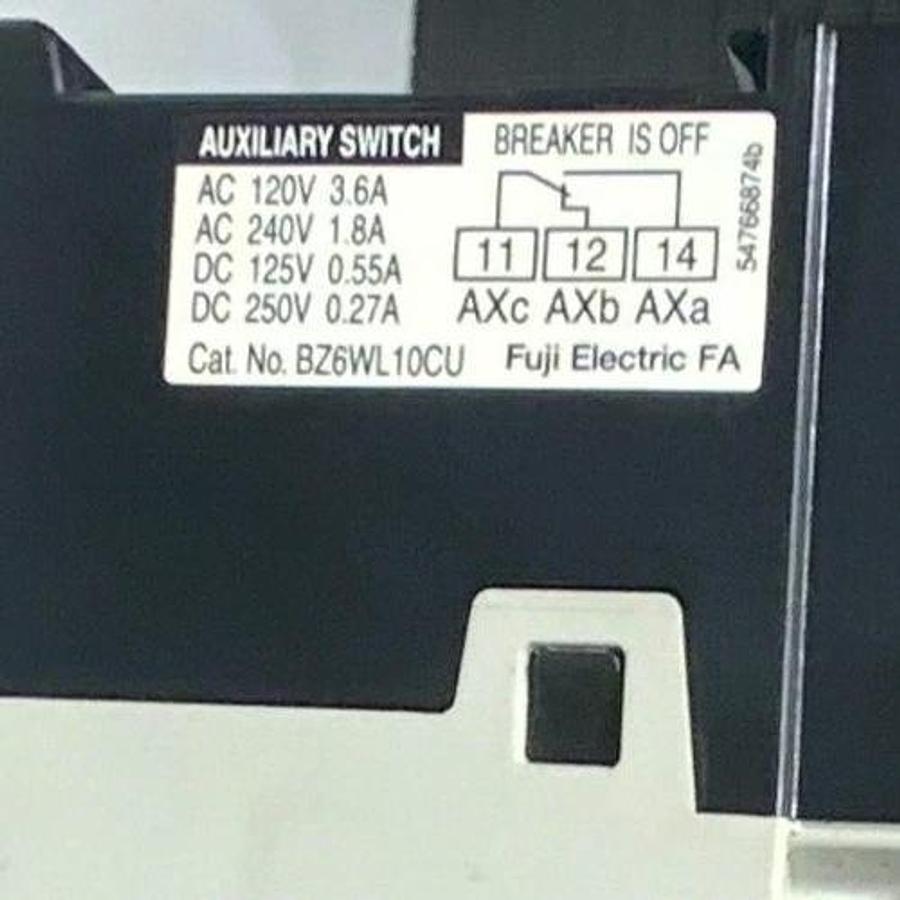 AUXILIARY SWITCH
BREAKER IS OFF
AC 120V 3.6A
AC 240V 1.8A
DC 125V 0.55A
DC 250V 0.27A
11 12 14
AXc AXb AXa
Cat. No. BZ6WL10CU
Fuji Electric FA
54766874b